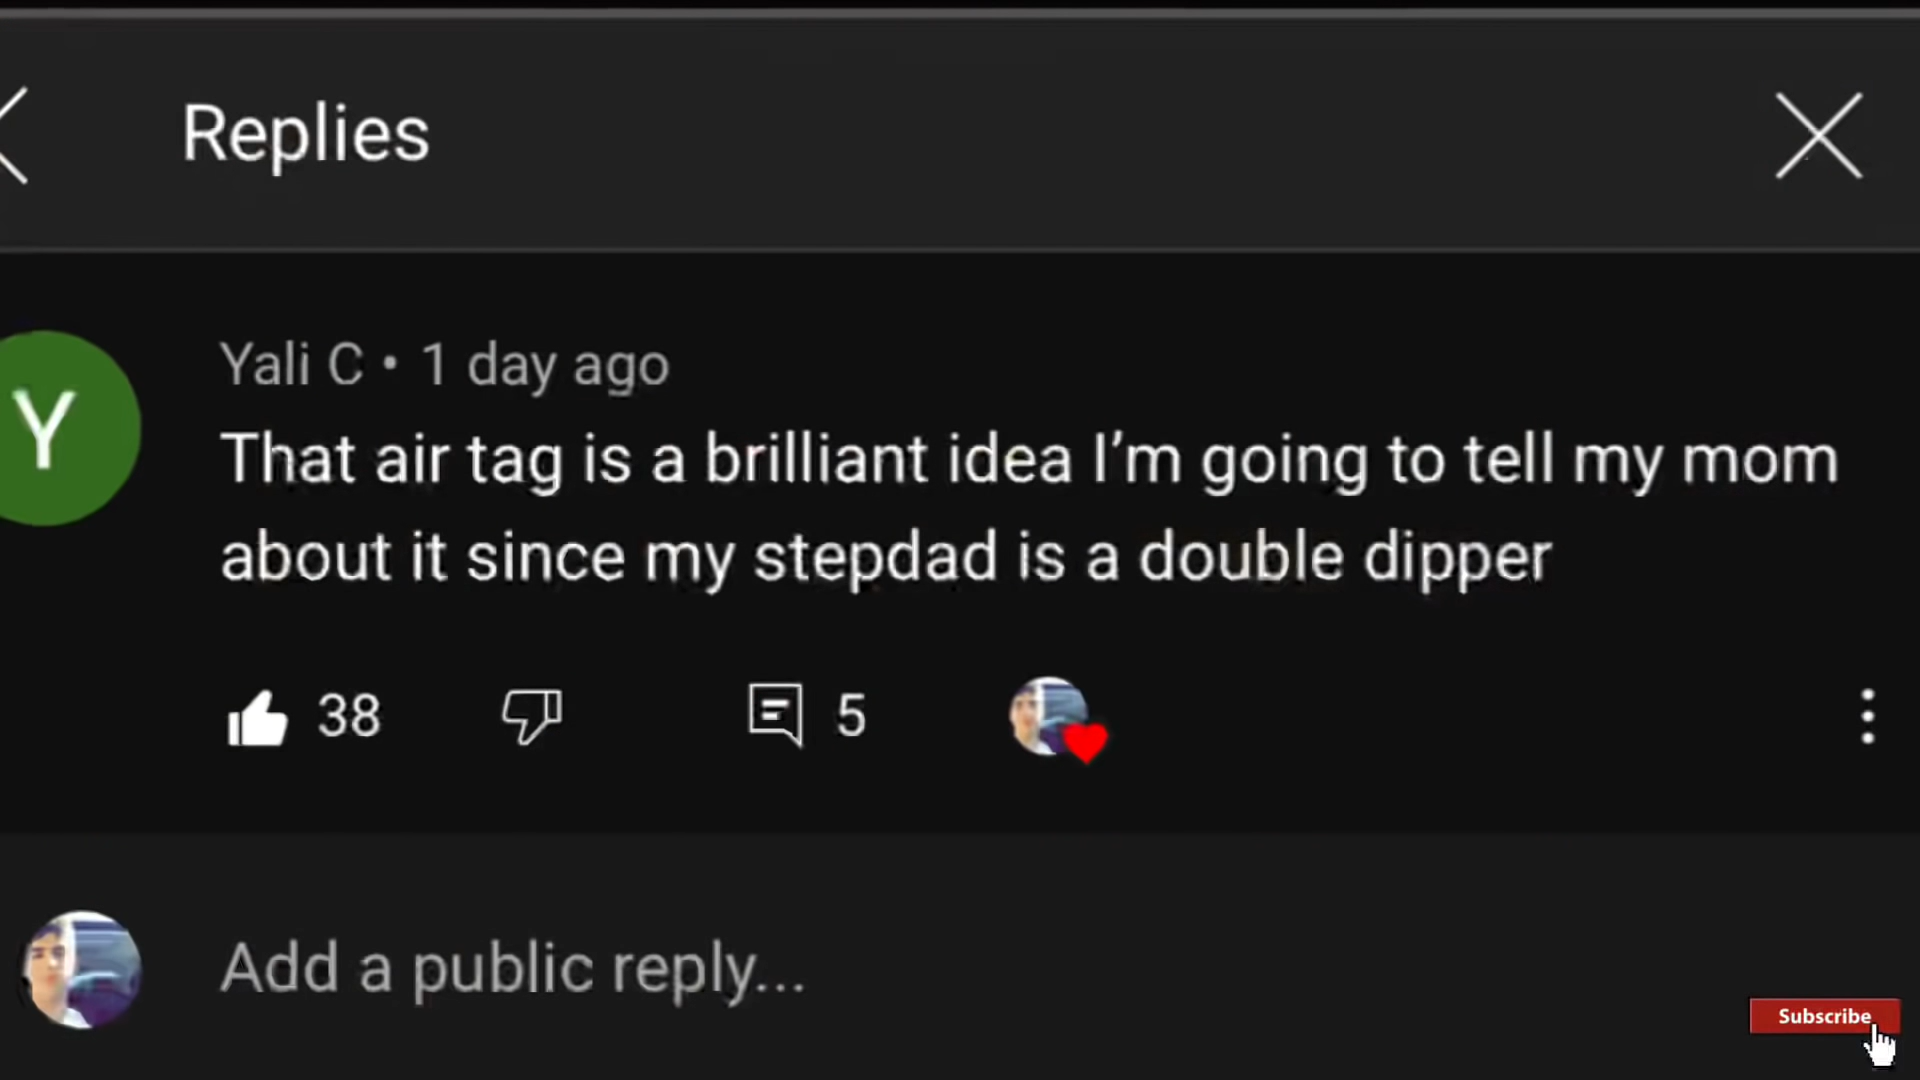 Replies
Y
Yali C • 1 day ago
That air tag is a brilliant idea I’m going to tell my mom
about it since my stepdad is a double dipper
38
5
Add a public reply...
Subscribe